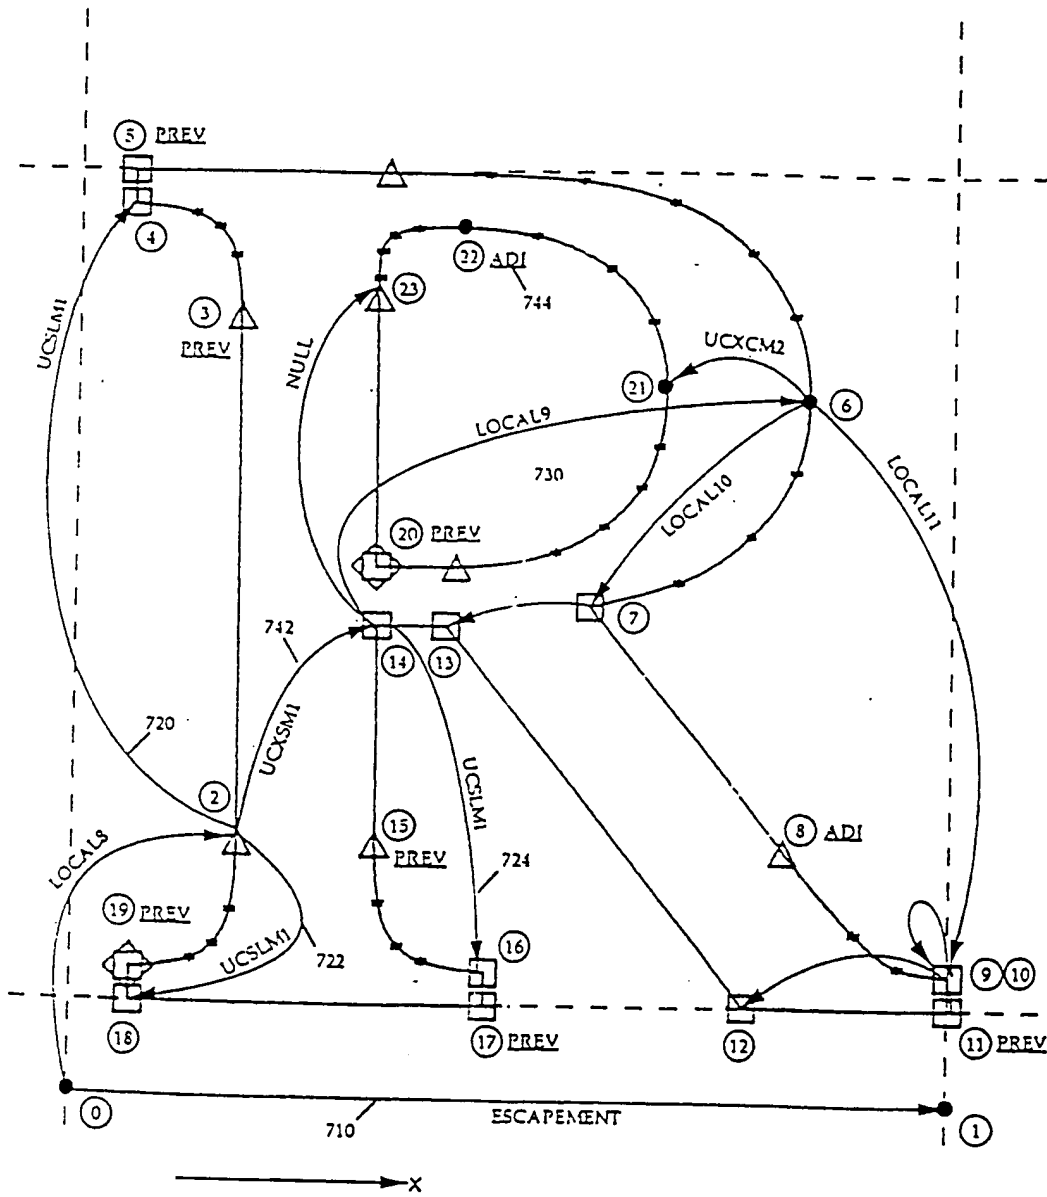 5 PREV
4
UCSLM1
3
PREV
22 ADJ
744
23
NULL
UCXCM2
21
6
LOCAL9
730
LOCAL10
LOCAL11
20 PREV
7
742
14
13
UCXSM1
720
2
UCSLM1
15
PREV
8 ADJ
724
LOCAL8
19 PREV
UCSLM1
722
16
9 10
18
17 PREV
12
11 PREV
0
710
ESCAPEMENT
1
X